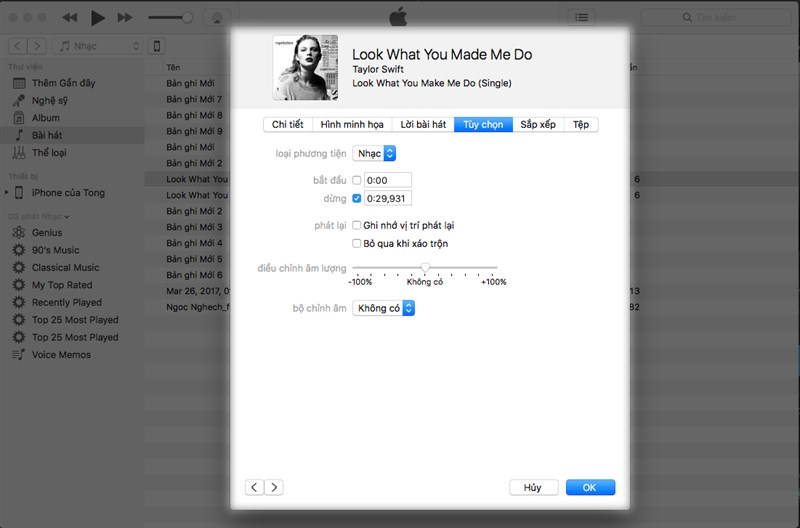 Tìm kiếm
Nhạc
Thư viện
Thêm Gần đây
Nghệ sỹ
Album
Bài hát
Thể loại
Thiết bị
iPhone của Tong
DS phát Nhạc
Genius
90's Music
Classical Music
My Top Rated
Recently Played
Top 25 Most Played
Top 25 Most Played
Voice Memos
Tên
Bản ghi Mới
Bản ghi Mới 7
Bản ghi Mới 8
Bản ghi Mới 9
Bản ghi Mới
Bản ghi Mới 2
Look What You
Look What You
Bản ghi Mới 2
Bản ghi Mới 3
Bản ghi Mới 4
Bản ghi Mới 5
Bản ghi Mới 6
Mar 26, 2017, 0
Ngoc Nghech_f
6
6
13
82
Look What You Made Me Do
Taylor Swift
Look What You Make Me Do (Single)
Chi tiết
Hình minh họa
Lời bài hát
Tùy chọn
Sắp xếp
Tệp
loại phương tiện Nhạc
bắt đầu 0:00
dừng 0:29,931
phát lại Ghi nhớ vị trí phát lại
Bỏ qua khi xáo trộn
điều chỉnh âm lượng
-100% Không có +100%
bộ chỉnh âm Không có
Hủy
OK